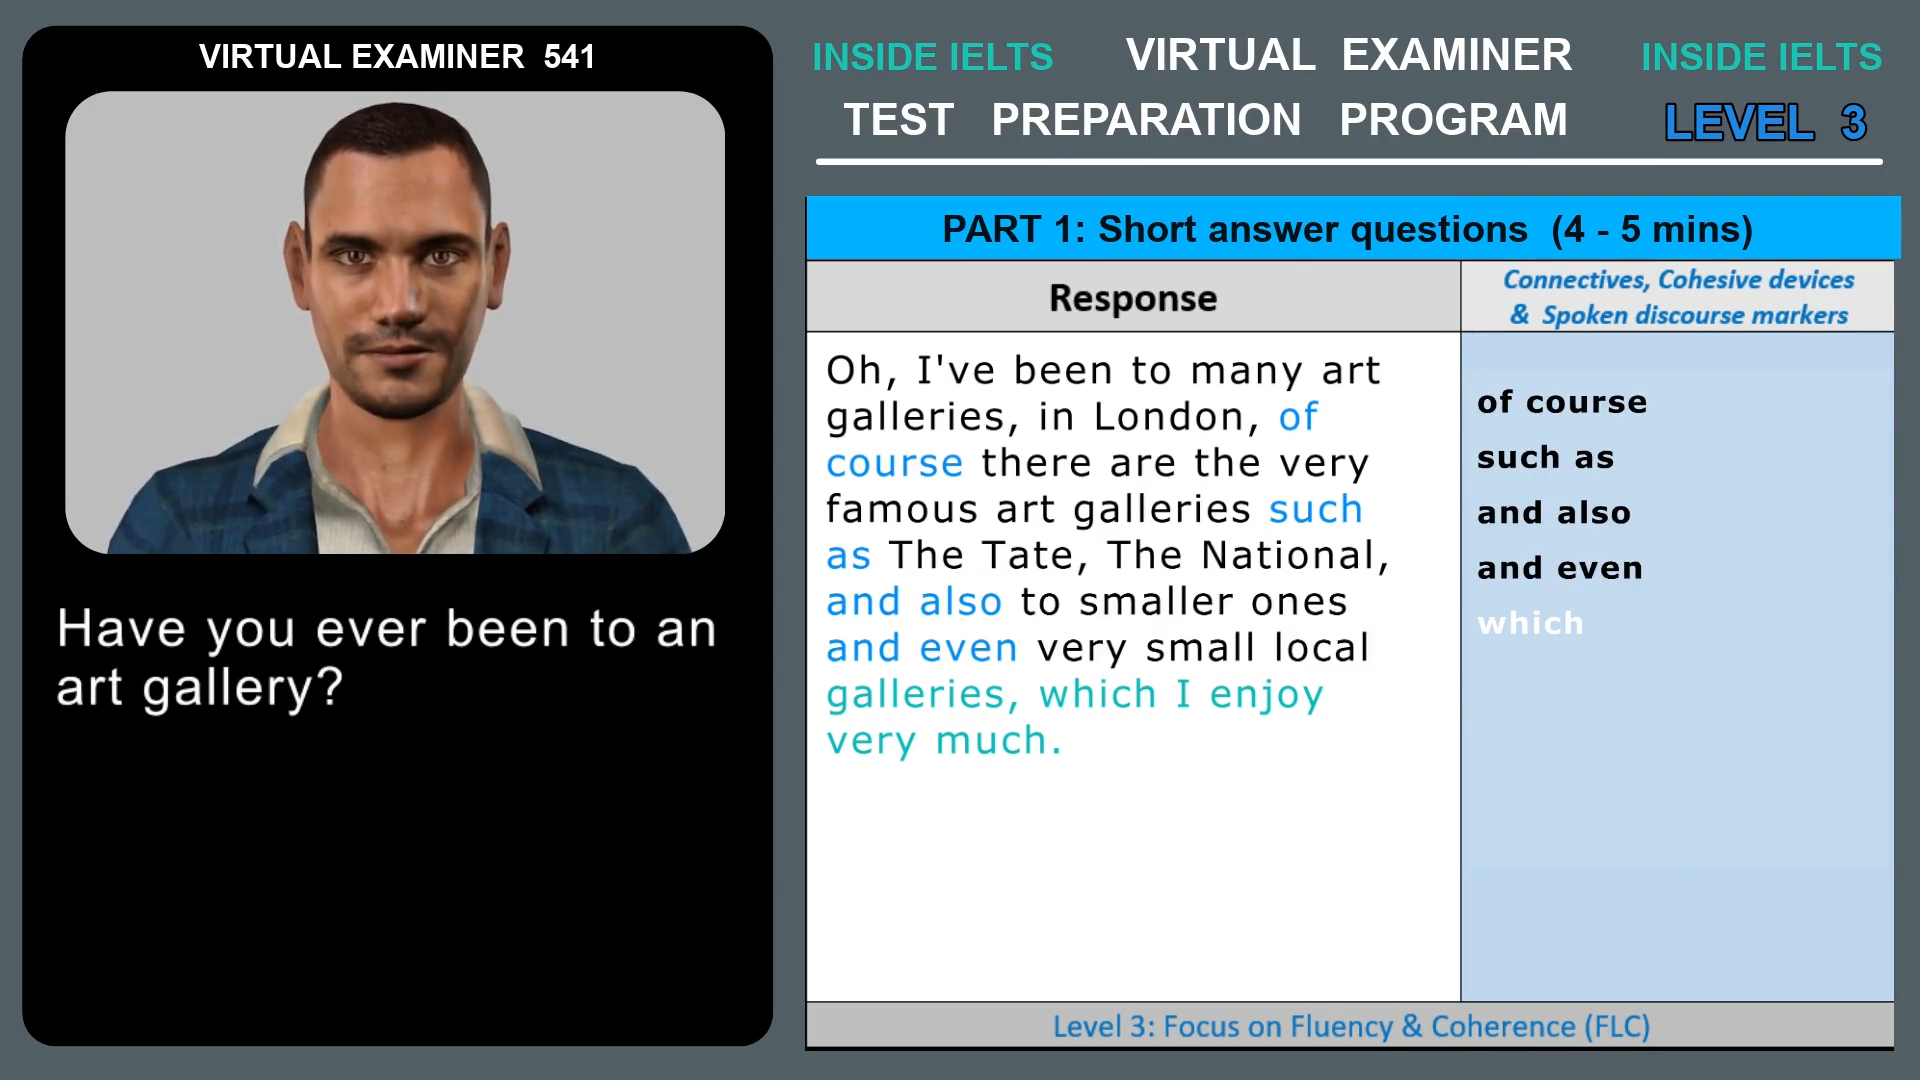 VIRTUAL EXAMINER 541
Have you ever been to an
art gallery?
INSIDE IELTS VIRTUAL EXAMINER INSIDE IELTS
TEST PREPARATION PROGRAM LEVEL 3
PART 1: Short answer questions (4 - 5 mins)
Response
Connectives, Cohesive devices
& Spoken discourse markers
Oh, I've been to many art
galleries, in London, of
course there are the very
famous art galleries such
as The Tate, The National,
and also to smaller ones
and even very small local
galleries, which I enjoy
very much.
of course
such as
and also
and even
which
Level 3: Focus on Fluency & Coherence (FLC)